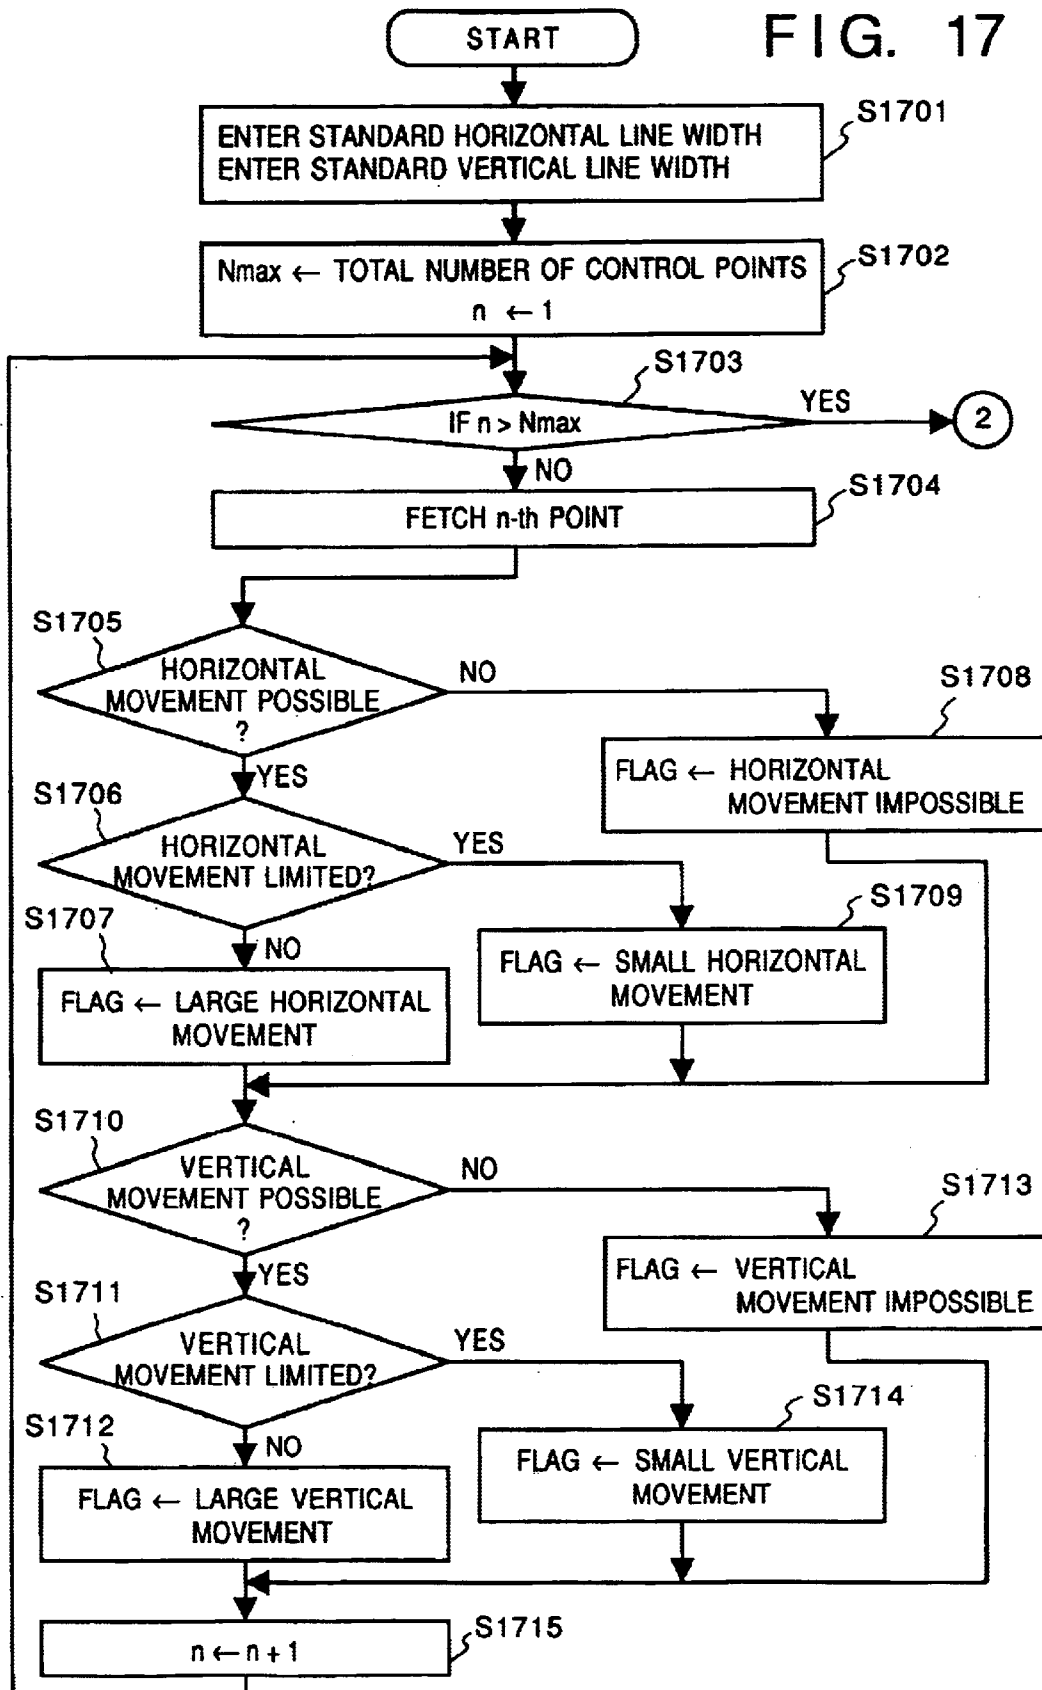 START
FIG. 17
S1701
ENTER STANDARD HORIZONTAL LINE WIDTH
ENTER STANDARD VERTICAL LINE WIDTH
S1702
Nmax ← TOTAL NUMBER OF CONTROL POINTS
n ← 1
S1703
IF n > Nmax
YES
2
NO
S1704
FETCH n-th POINT
S1705
HORIZONTAL
MOVEMENT POSSIBLE
?
NO
S1708
FLAG ← HORIZONTAL
MOVEMENT IMPOSSIBLE
YES
S1706
HORIZONTAL
MOVEMENT LIMITED?
YES
S1709
FLAG ← SMALL HORIZONTAL
MOVEMENT
NO
S1707
FLAG ← LARGE HORIZONTAL
MOVEMENT
S1710
VERTICAL
MOVEMENT POSSIBLE
?
NO
S1713
FLAG ← VERTICAL
MOVEMENT IMPOSSIBLE
YES
S1711
VERTICAL
MOVEMENT LIMITED?
YES
S1714
FLAG ← SMALL VERTICAL
MOVEMENT
NO
S1712
FLAG ← LARGE VERTICAL
MOVEMENT
S1715
n ← n + 1